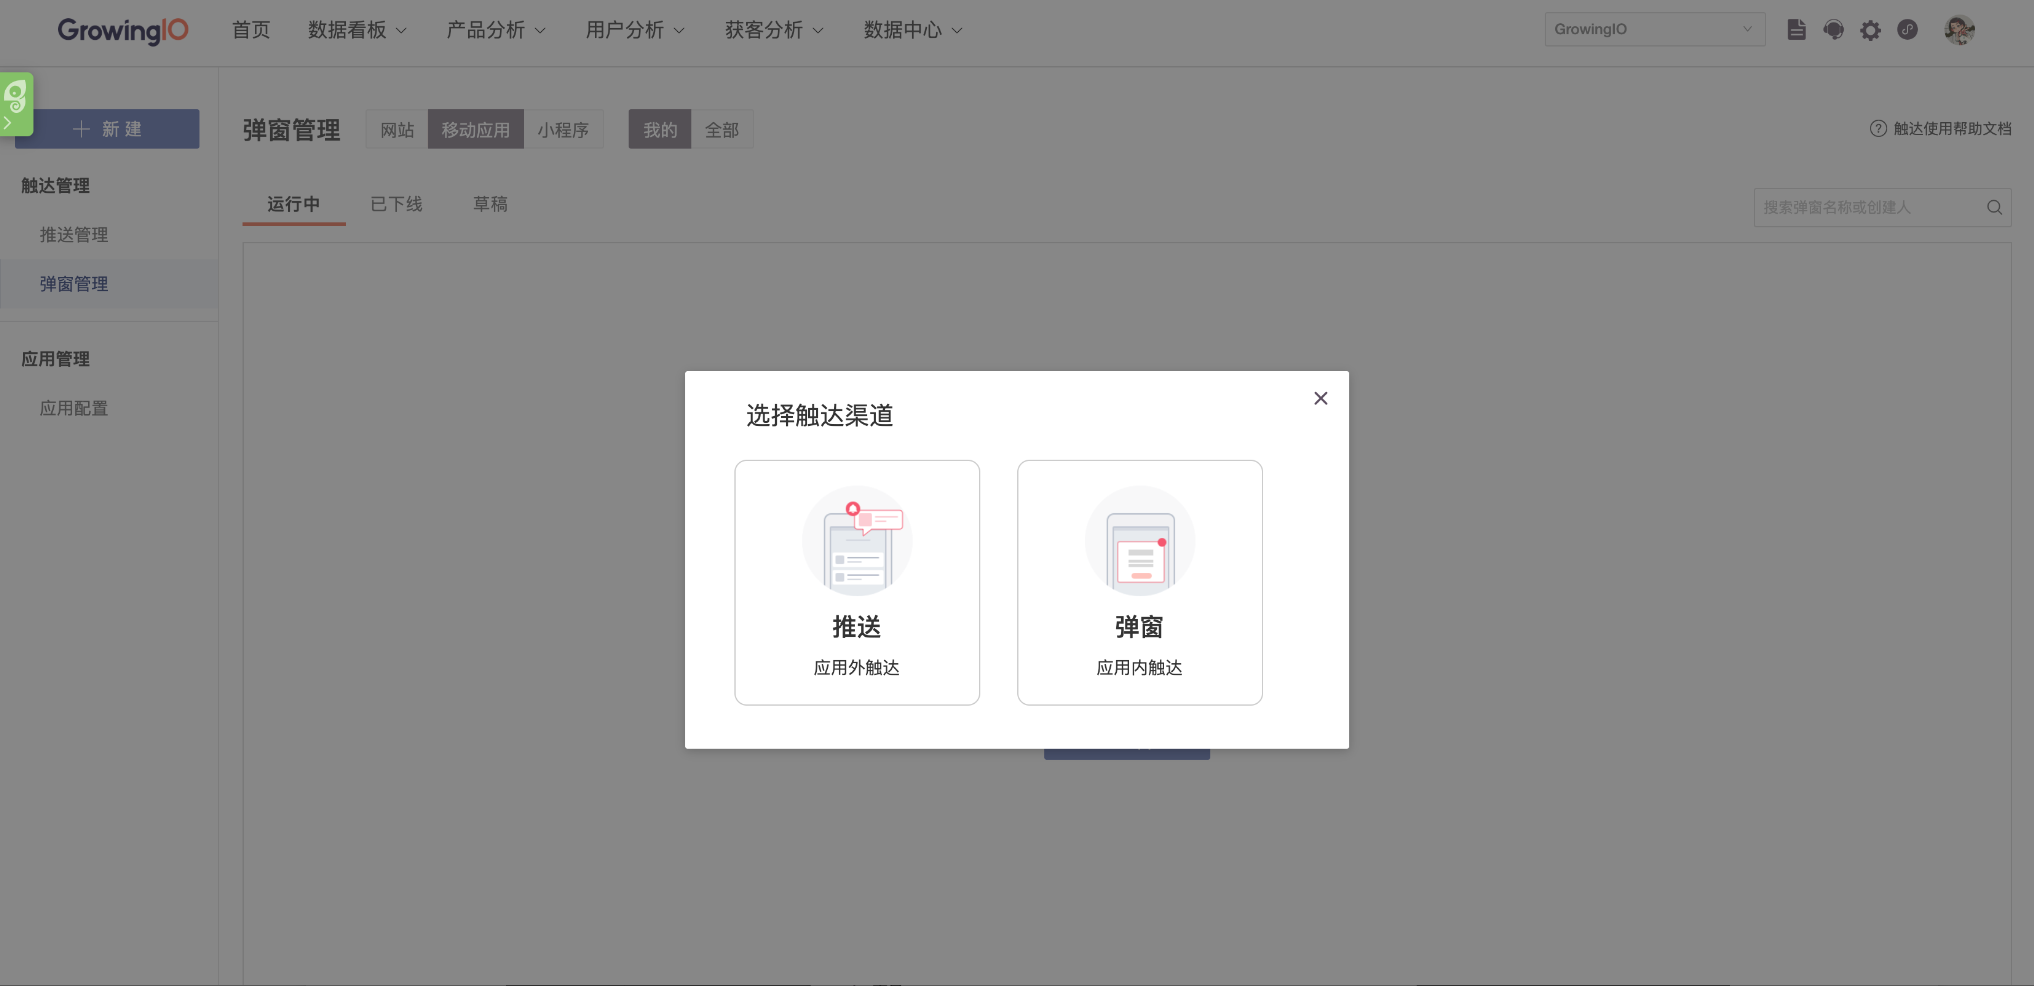 GrowingIO 首页 数据看板 产品分析 用户分析 获客分析 数据中心 GrowingIO
新建
弹窗管理 网站 移动应用 小程序 我的 全部
触达使用帮助文档
触达管理
推送管理
弹窗管理
应用管理
应用配置
运行中 已下线 草稿
搜索弹窗名称或创建人
选择触达渠道
推送
应用外触达
弹窗
应用内触达